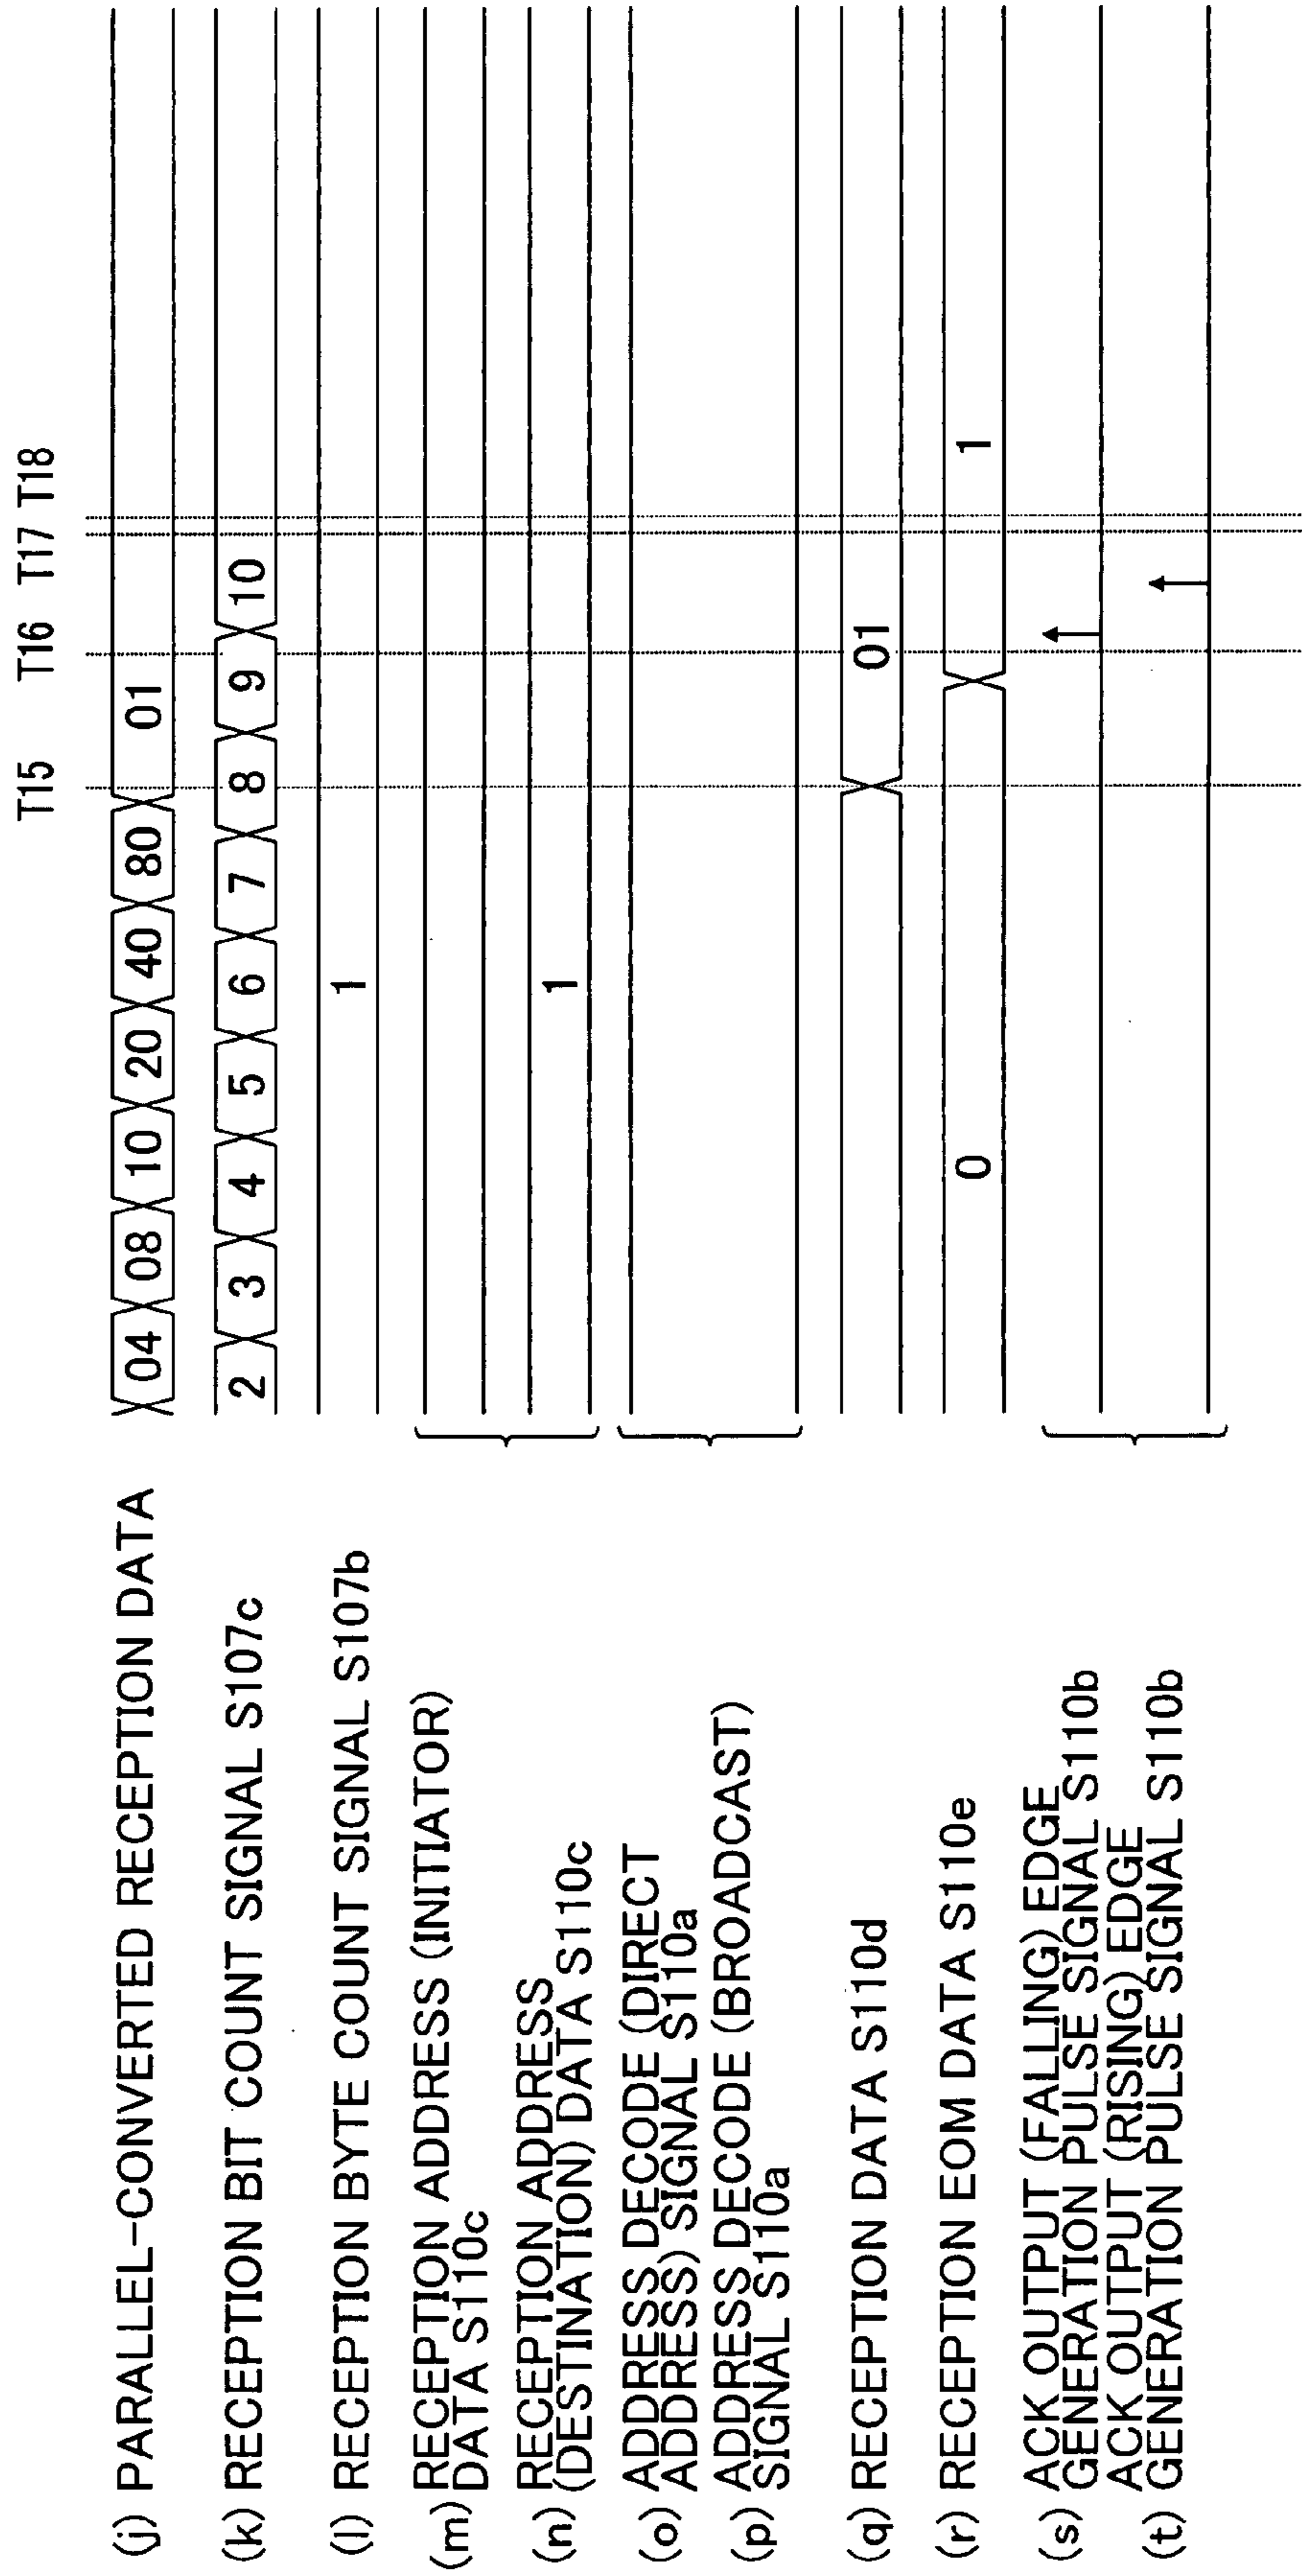 T15 T16 T17 T18
(j) PARALLEL-CONVERTED RECEPTION DATA 04 08 10 20 40 80 01
(k) RECEPTION BIT COUNT SIGNAL S107c 2 3 4 5 6 7 8 9 10
(l) RECEPTION BYTE COUNT SIGNAL S107b 1
(m) RECEPTION ADDRESS (INITIATOR)
DATA S110c
(n) RECEPTION ADDRESS
(DESTINATION) DATA S110c 1
(o) ADDRESS DECODE (DIRECT
ADDRESS) SIGNAL S110a
(p) ADDRESS DECODE (BROADCAST)
SIGNAL S110a
(q) RECEPTION DATA S110d 01
(r) RECEPTION EOM DATA S110e 0 1
(s) ACK OUTPUT (FALLING) EDGE
GENERATION PULSE SIGNAL S110b
(t) ACK OUTPUT (RISING) EDGE
GENERATION PULSE SIGNAL S110b